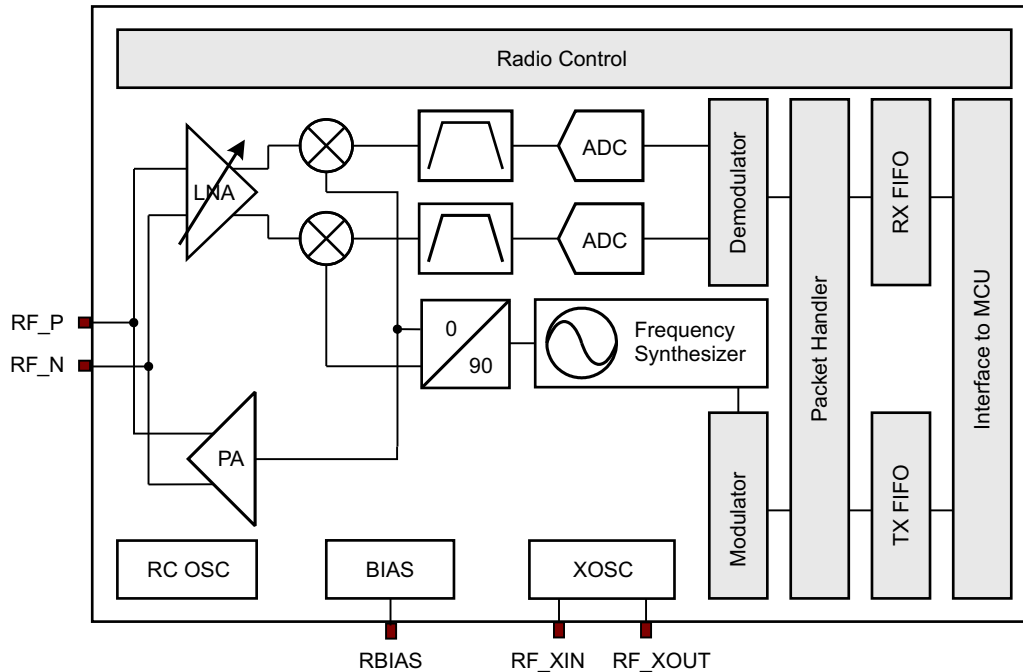 Radio Control
LNA
ADC
ADC
Demodulator
Packet Handler
RX FIFO
Interface to MCU
RF_P
RF_N
0
90
Frequency
Synthesizer
PA
Modulator
TX FIFO
RC OSC
BIAS
XOSC
RBIAS
RF_XIN
RF_XOUT